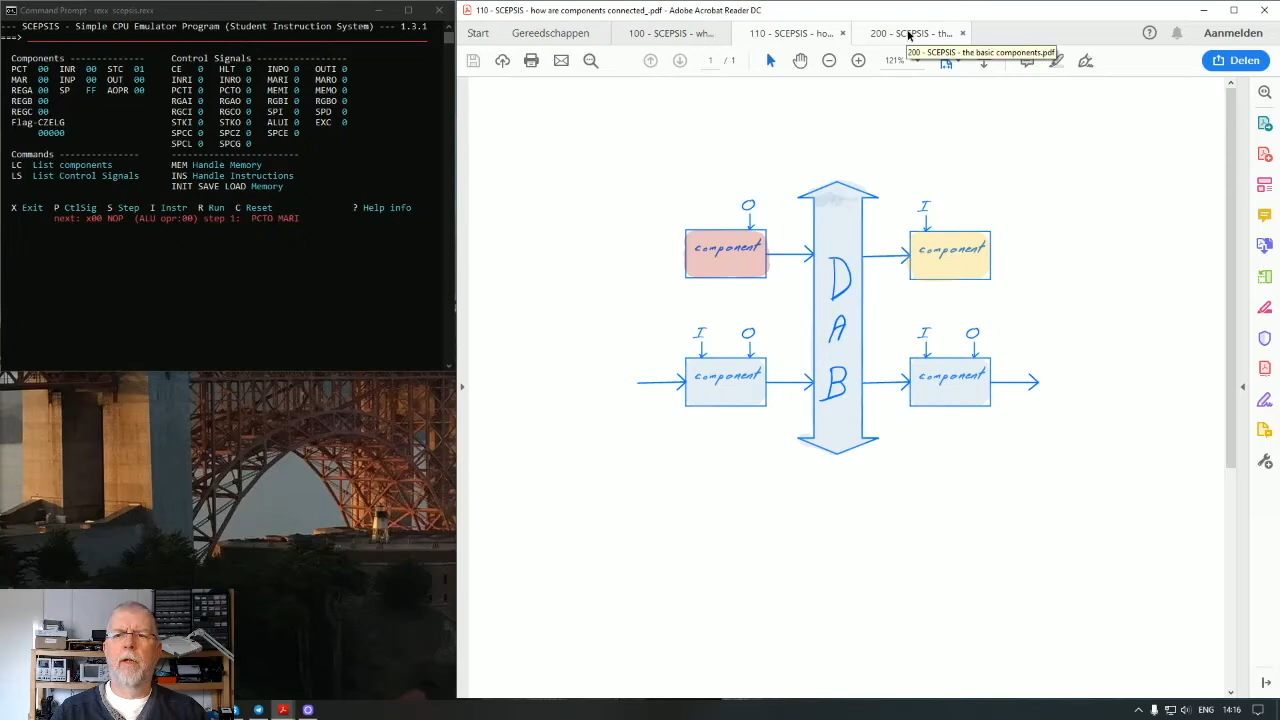 Command Prompt - rexx scepsis.rexx
--- SCEPSIS - Simple CPU Emulator Program (Student Instruction System) --- 1.3.1
===>
Components -------------- Control Signals ------------------
PCT 00 INR 00 STC 01 CE 0 HLT 0 INPO 0 OUTI 0
MAR 00 INP 00 OUT 00 INRI 0 INRO 0 MARI 0 MARO 0
REGA 00 SP FF AOPR 00 PCTI 0 PCTO 0 MEMI 0 MEMO 0
REGB 00 RGAI 0 RGAO 0 RGBI 0 RGBO 0
REGC 00 RGCI 0 RGCO 0 SPI 0 SPD 0
Flag-CZELG STKI 0 STKO 0 ALUI 0 EXC 0
00000 SPCC 0 SPCZ 0 SPCE 0
SPCL 0 SPCG 0
Commands --------------- ------------------------
LC List components MEM Handle Memory
LS List Control Signals INS Handle Instructions
INIT SAVE LOAD Memory
X Exit P CtlSig S Step I Instr R Run C Reset ? Help info
next: x00 NOP (ALU opr:00) step 1: PCTO MARI
110 - SCEPSIS - how are components connected_.pdf - Adobe Acrobat Reader DC
Start Gereedschappen 100 - SCEPSIS - wh... 110 - SCEPSIS - ho... × 200 - SCEPSIS - th... × Aanmelden
200 - SCEPSIS - the basic components.pdf
1 / 1 121% Delen
O I
component component
D
A
B
I O I O
component component
ENG 14:16